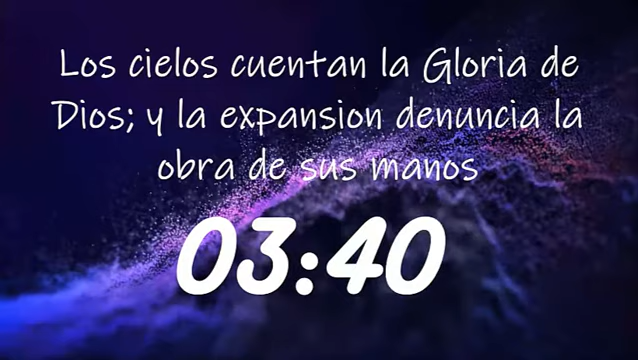 Los cielos cuentan la Gloria de
Dios; y la expansion denuncia la
obra de sus manos
03:40